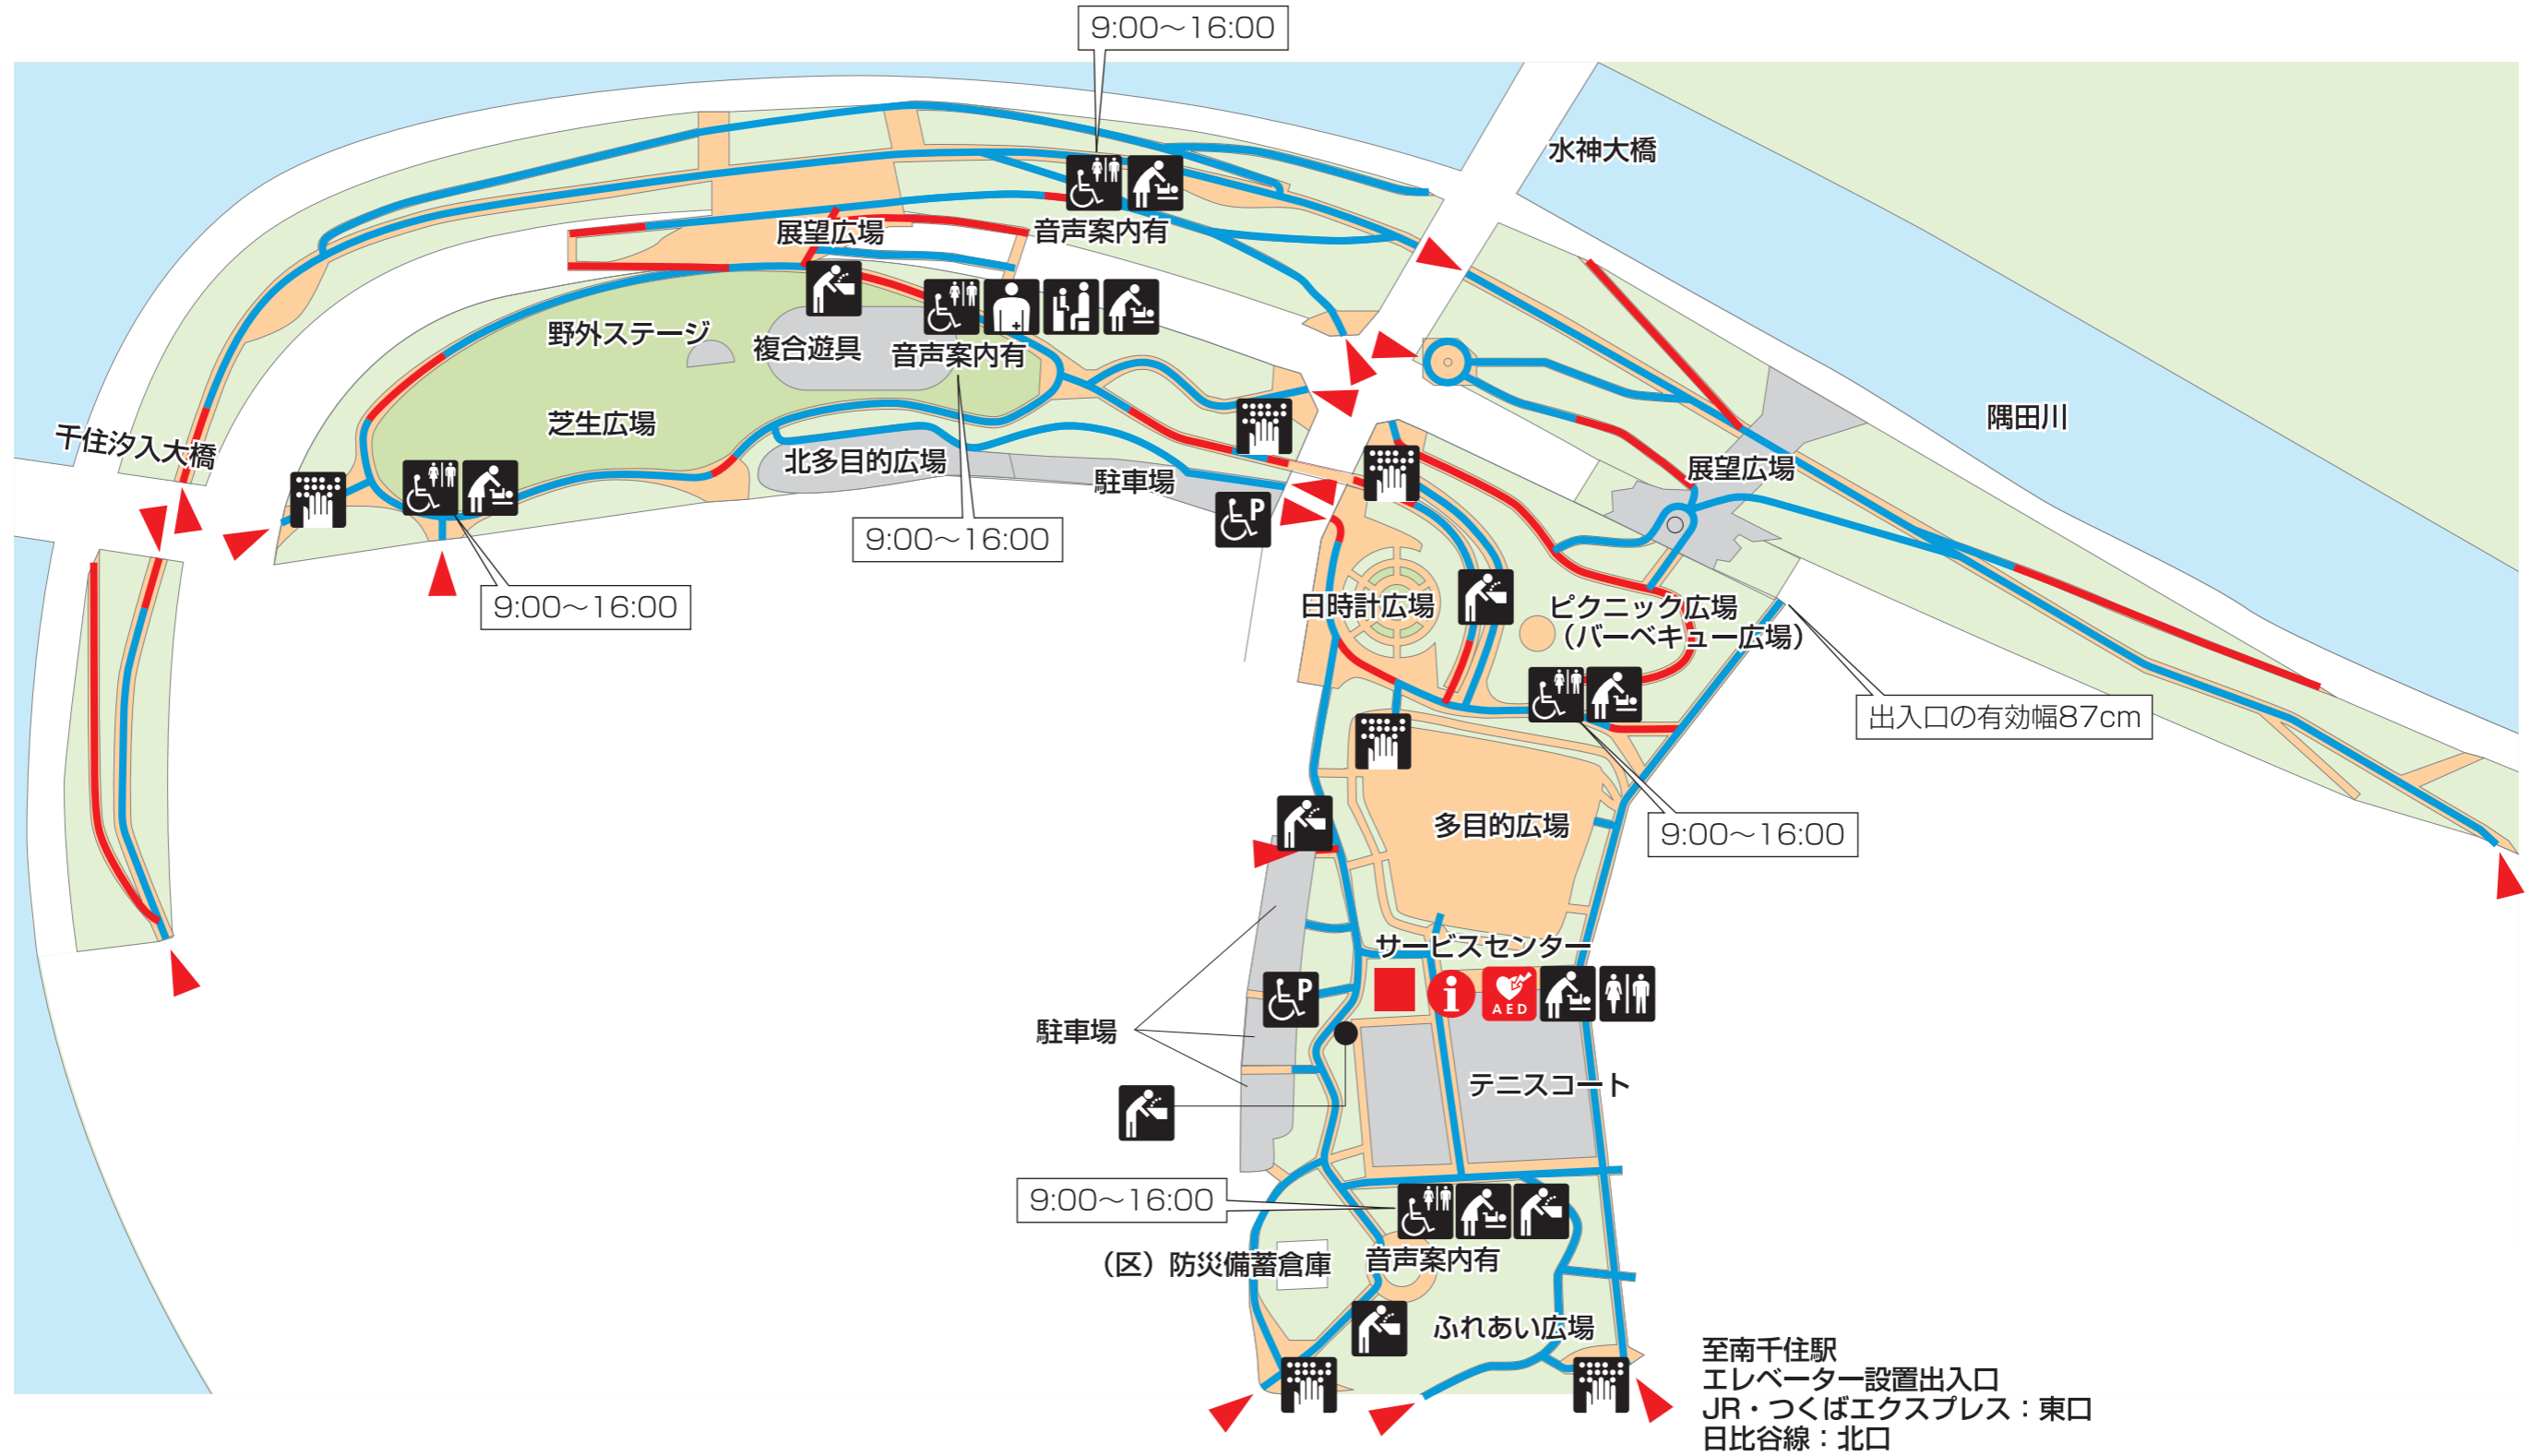 9:00～16:00
水神大橋
展望広場
音声案内有
野外ステージ
複合遊具
音声案内有
隅田川
芝生広場
千住汐入大橋
北多目的広場
駐車場
展望広場
P
9:00～16:00
9:00～16:00
日時計広場
ピクニック広場
（バーベキュー広場）
出入口の有効幅87cm
多目的広場
9:00～16:00
サービスセンター
P
i
AED
駐車場
テニスコート
9:00～16:00
（区）防災備蓄倉庫
音声案内有
ふれあい広場
至南千住駅
エレベーター設置出入口
JR・つくばエクスプレス：東口
日比谷線：北口